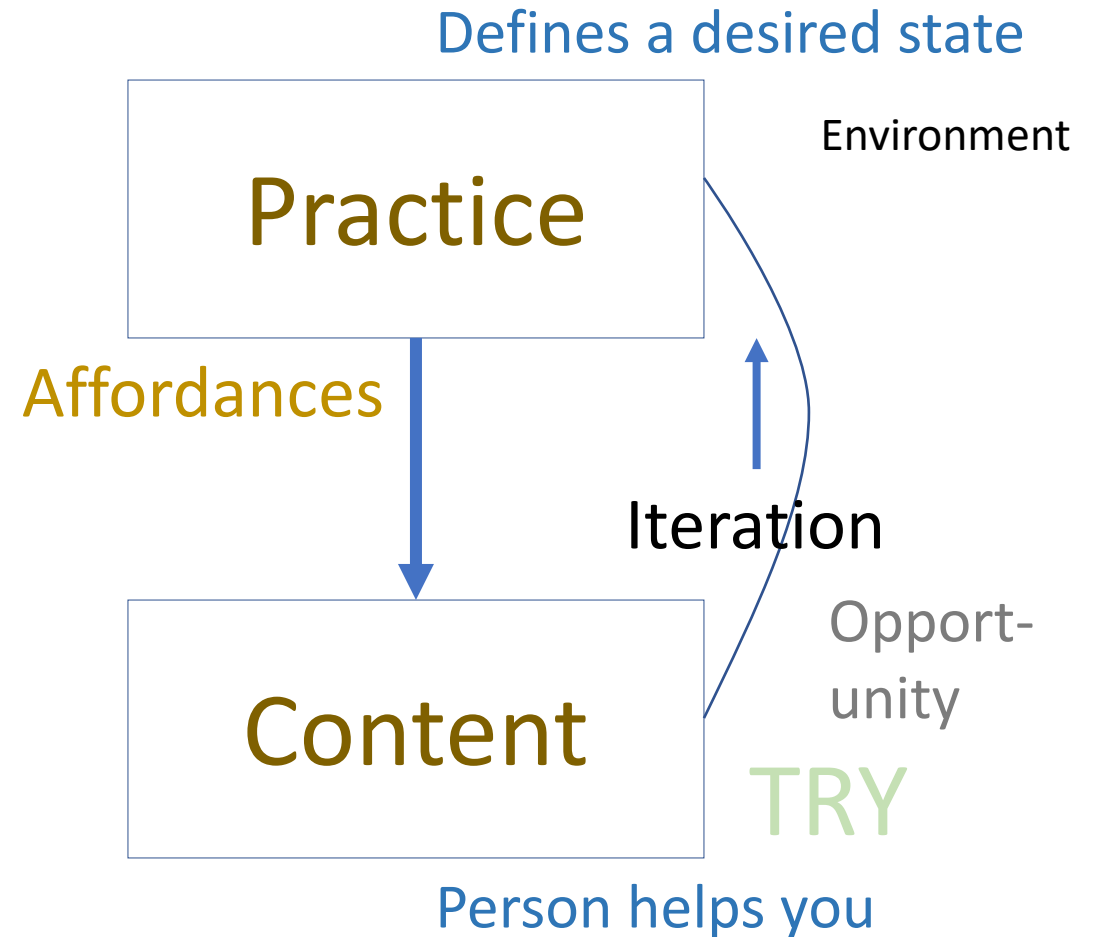 Defines a desired state
Environment
Practice
Affordances
Iteration
Opport-
unity
Content
TRY
Person helps you